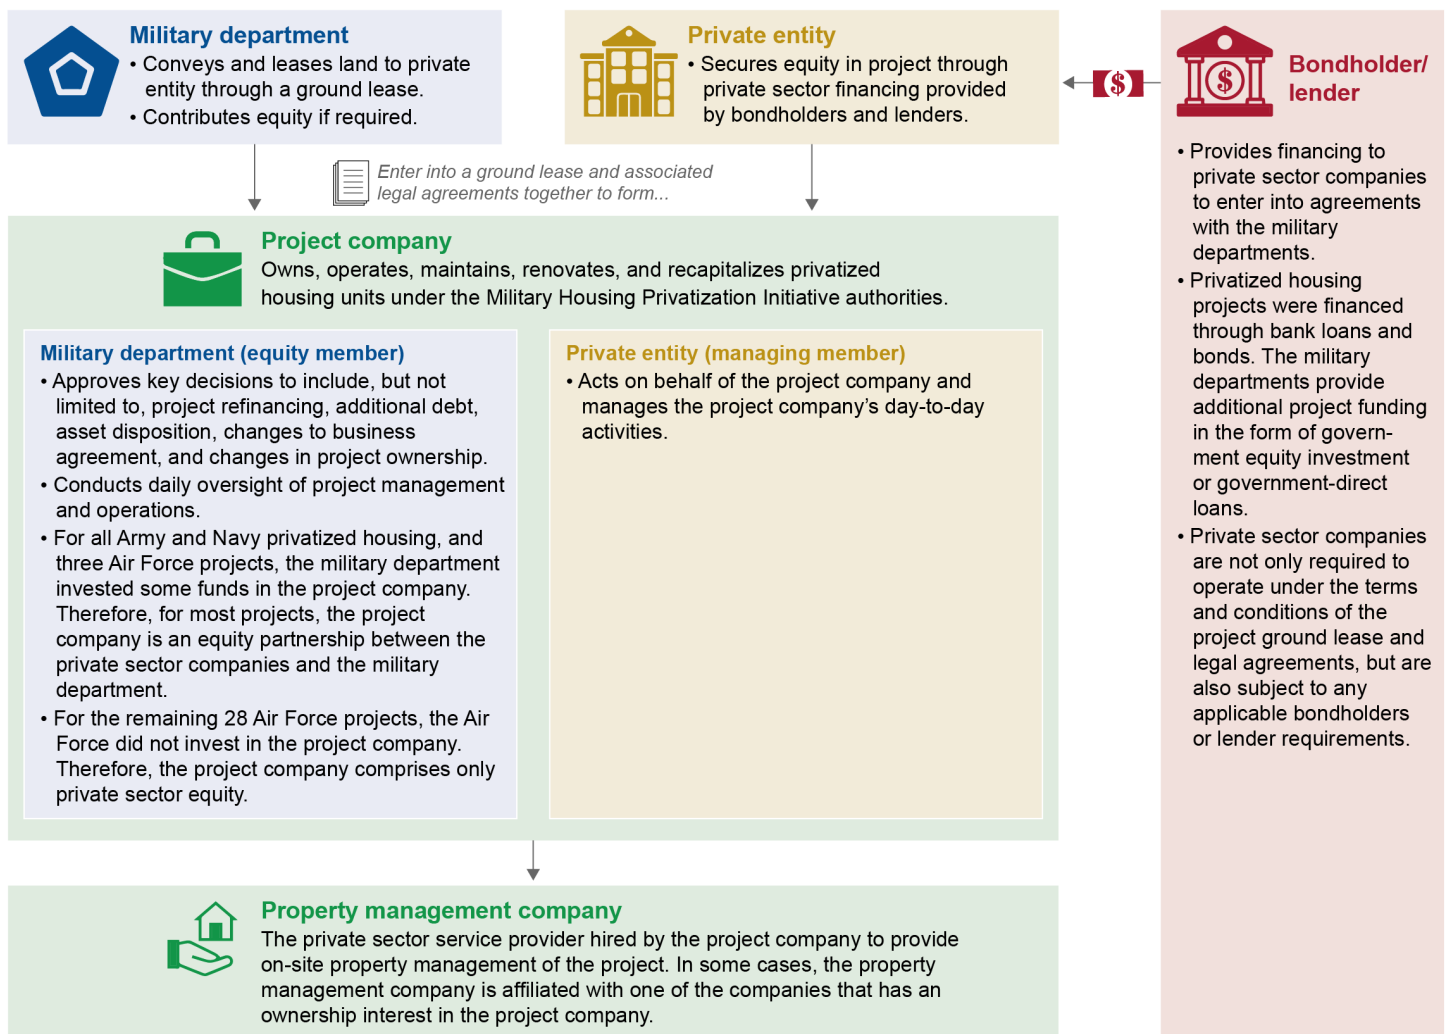 Military department
• Conveys and leases land to private
entity through a ground lease.
• Contributes equity if required.
Private entity
• Secures equity in project through
private sector financing provided
by bondholders and lenders.
$
$
Bondholder/
lender
• Provides financing to
private sector companies
to enter into agreements
with the military
departments.
• Privatized housing
projects were financed
through bank loans and
bonds. The military
departments provide
additional project funding
in the form of govern-
ment equity investment
or government-direct
loans.
• Private sector companies
are not only required to
operate under the terms
and conditions of the
project ground lease and
legal agreements, but are
also subject to any
applicable bondholders
or lender requirements.
Enter into a ground lease and associated
legal agreements together to form...
Project company
Owns, operates, maintains, renovates, and recapitalizes privatized
housing units under the Military Housing Privatization Initiative authorities.
Military department (equity member)
• Approves key decisions to include, but not
limited to, project refinancing, additional debt,
asset disposition, changes to business
agreement, and changes in project ownership.
• Conducts daily oversight of project management
and operations.
• For all Army and Navy privatized housing, and
three Air Force projects, the military department
invested some funds in the project company.
Therefore, for most projects, the project
company is an equity partnership between the
private sector companies and the military
department.
• For the remaining 28 Air Force projects, the Air
Force did not invest in the project company.
Therefore, the project company comprises only
private sector equity.
Private entity (managing member)
• Acts on behalf of the project company and
manages the project company’s day-to-day
activities.
Property management company
The private sector service provider hired by the project company to provide
on-site property management of the project. In some cases, the property
management company is affiliated with one of the companies that has an
ownership interest in the project company.